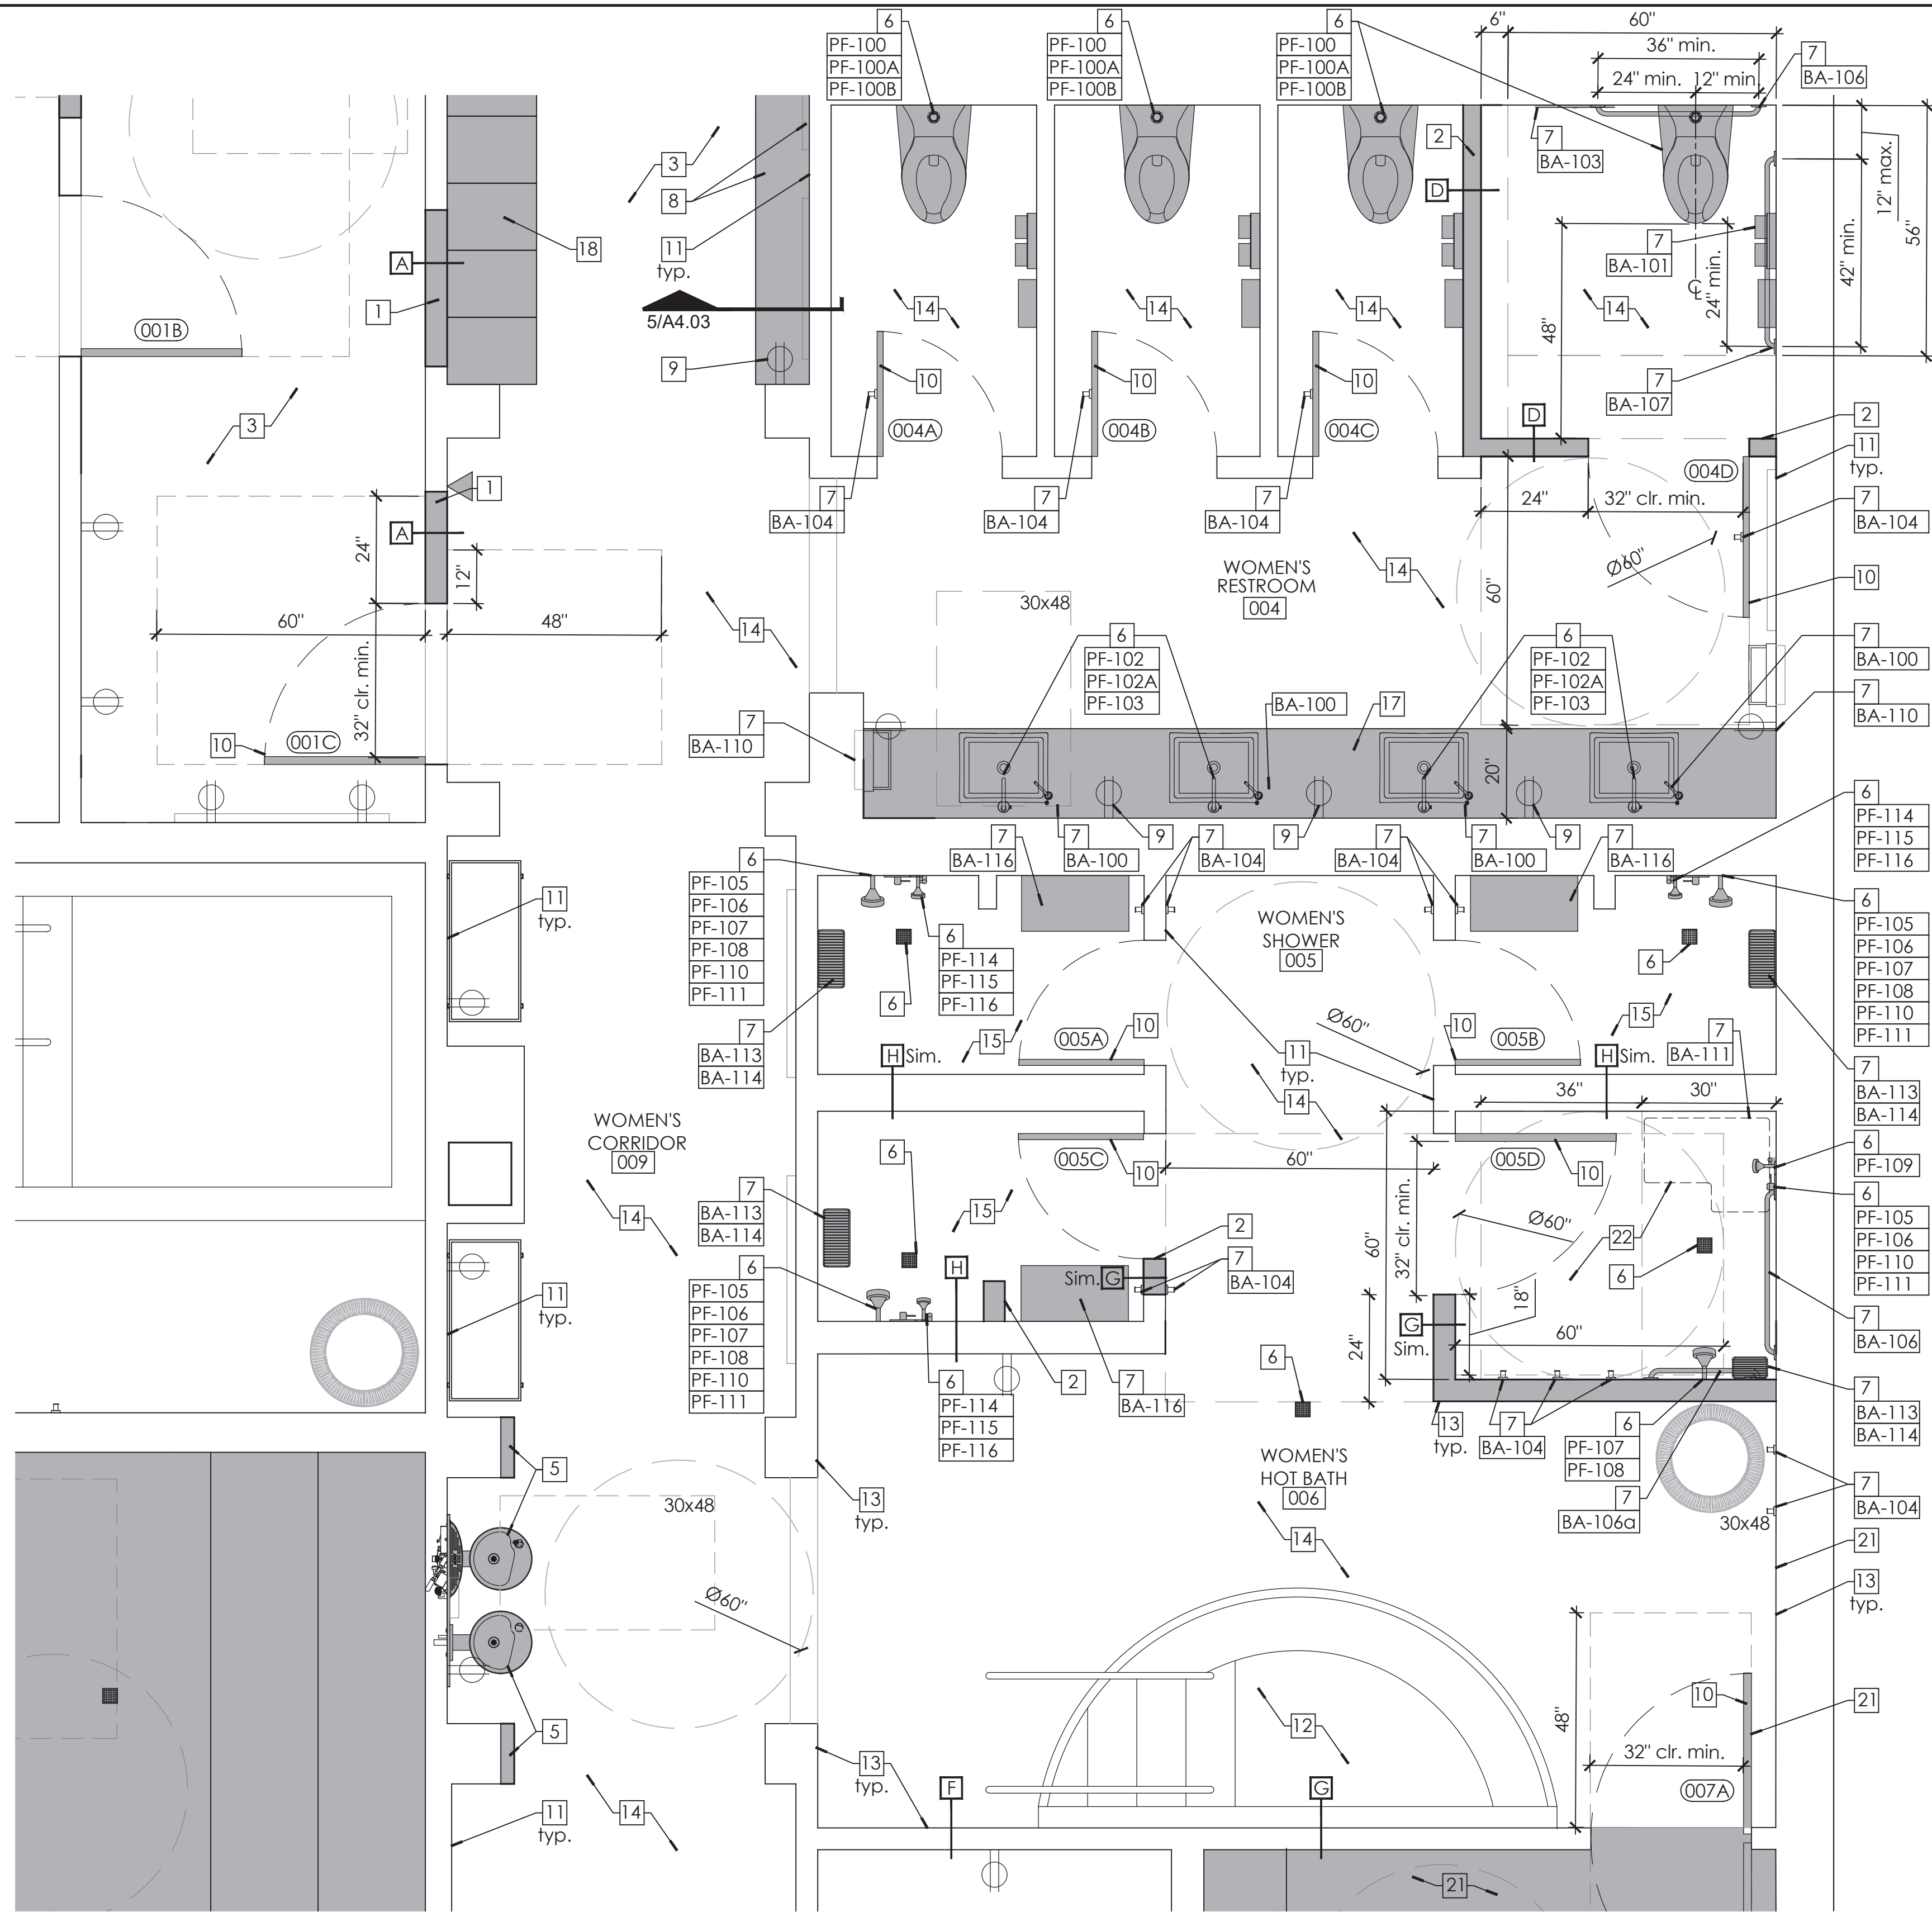 6
PF-100
PF-100A
PF-100B
6
PF-100
PF-100A
PF-100B
6
PF-100
PF-100A
PF-100B
6"
60"
36" min.
24" min.
12" min.
7
BA-106
3
8
11
typ.
5/A4.03
9
18
A
1
001B
3
2
D
7
BA-103
7
BA-101
24" min.
℄
48"
12" max.
42" min.
56"
14
14
14
14
10
10
10
004A
004B
004C
7
BA-107
D
2
11
typ.
004D
7
BA-104
7
BA-104
7
BA-104
24"
32" clr. min.
7
BA-104
Ø60"
10
1
A
24"
12"
60"
48"
32" clr. min.
10
001C
14
WOMEN'S
RESTROOM
004
14
60"
30x48
6
PF-102
PF-102A
PF-103
BA-100
17
6
PF-102
PF-102A
PF-103
7
BA-100
7
BA-110
7
BA-110
20"
7
BA-116
7
BA-100
9
7
BA-104
9
7
BA-104
7
BA-100
9
7
BA-116
6
PF-114
PF-115
PF-116
11
typ.
6
PF-105
PF-106
PF-107
PF-108
PF-110
PF-111
6
PF-114
PF-115
PF-116
6
WOMEN'S
SHOWER
005
6
6
PF-105
PF-106
PF-107
PF-108
PF-110
PF-111
7
BA-113
BA-114
15
005A
10
H Sim.
Ø60"
10
005B
15
H Sim.
7
BA-111
11
typ.
14
36"
30"
7
BA-113
BA-114
WOMEN'S
CORRIDOR
009
14
6
005C
10
60"
005D
10
6
PF-109
7
BA-113
BA-114
15
2
7
BA-104
60"
32" clr. min.
Ø60"
22
6
6
PF-105
PF-106
PF-110
PF-111
11
typ.
6
PF-105
PF-106
PF-107
PF-108
PF-110
PF-111
H
Sim. G
18"
G
Sim.
60"
24"
7
BA-106
6
PF-114
PF-115
PF-116
2
7
BA-116
6
13
typ.
7
BA-104
6
PF-107
PF-108
7
BA-106a
7
BA-113
BA-114
5
13
typ.
WOMEN'S
HOT BATH
006
14
30x48
7
BA-104
30x48
21
Ø60"
13
typ.
5
13
typ.
12
48"
10
21
32" clr. min.
007A
11
typ.
14
F
G
21